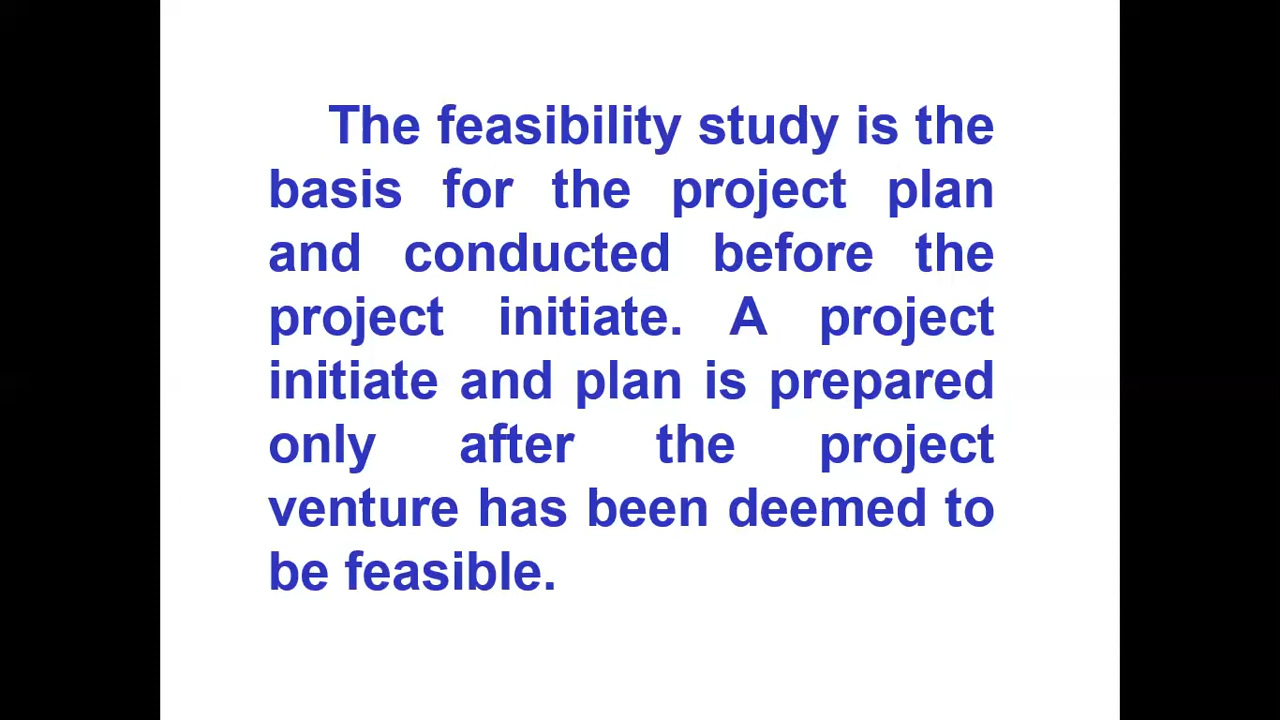 The feasibility study is the
basis for the project plan
and conducted before the
project initiate. A project
initiate and plan is prepared
only after the project
venture has been deemed to
be feasible.